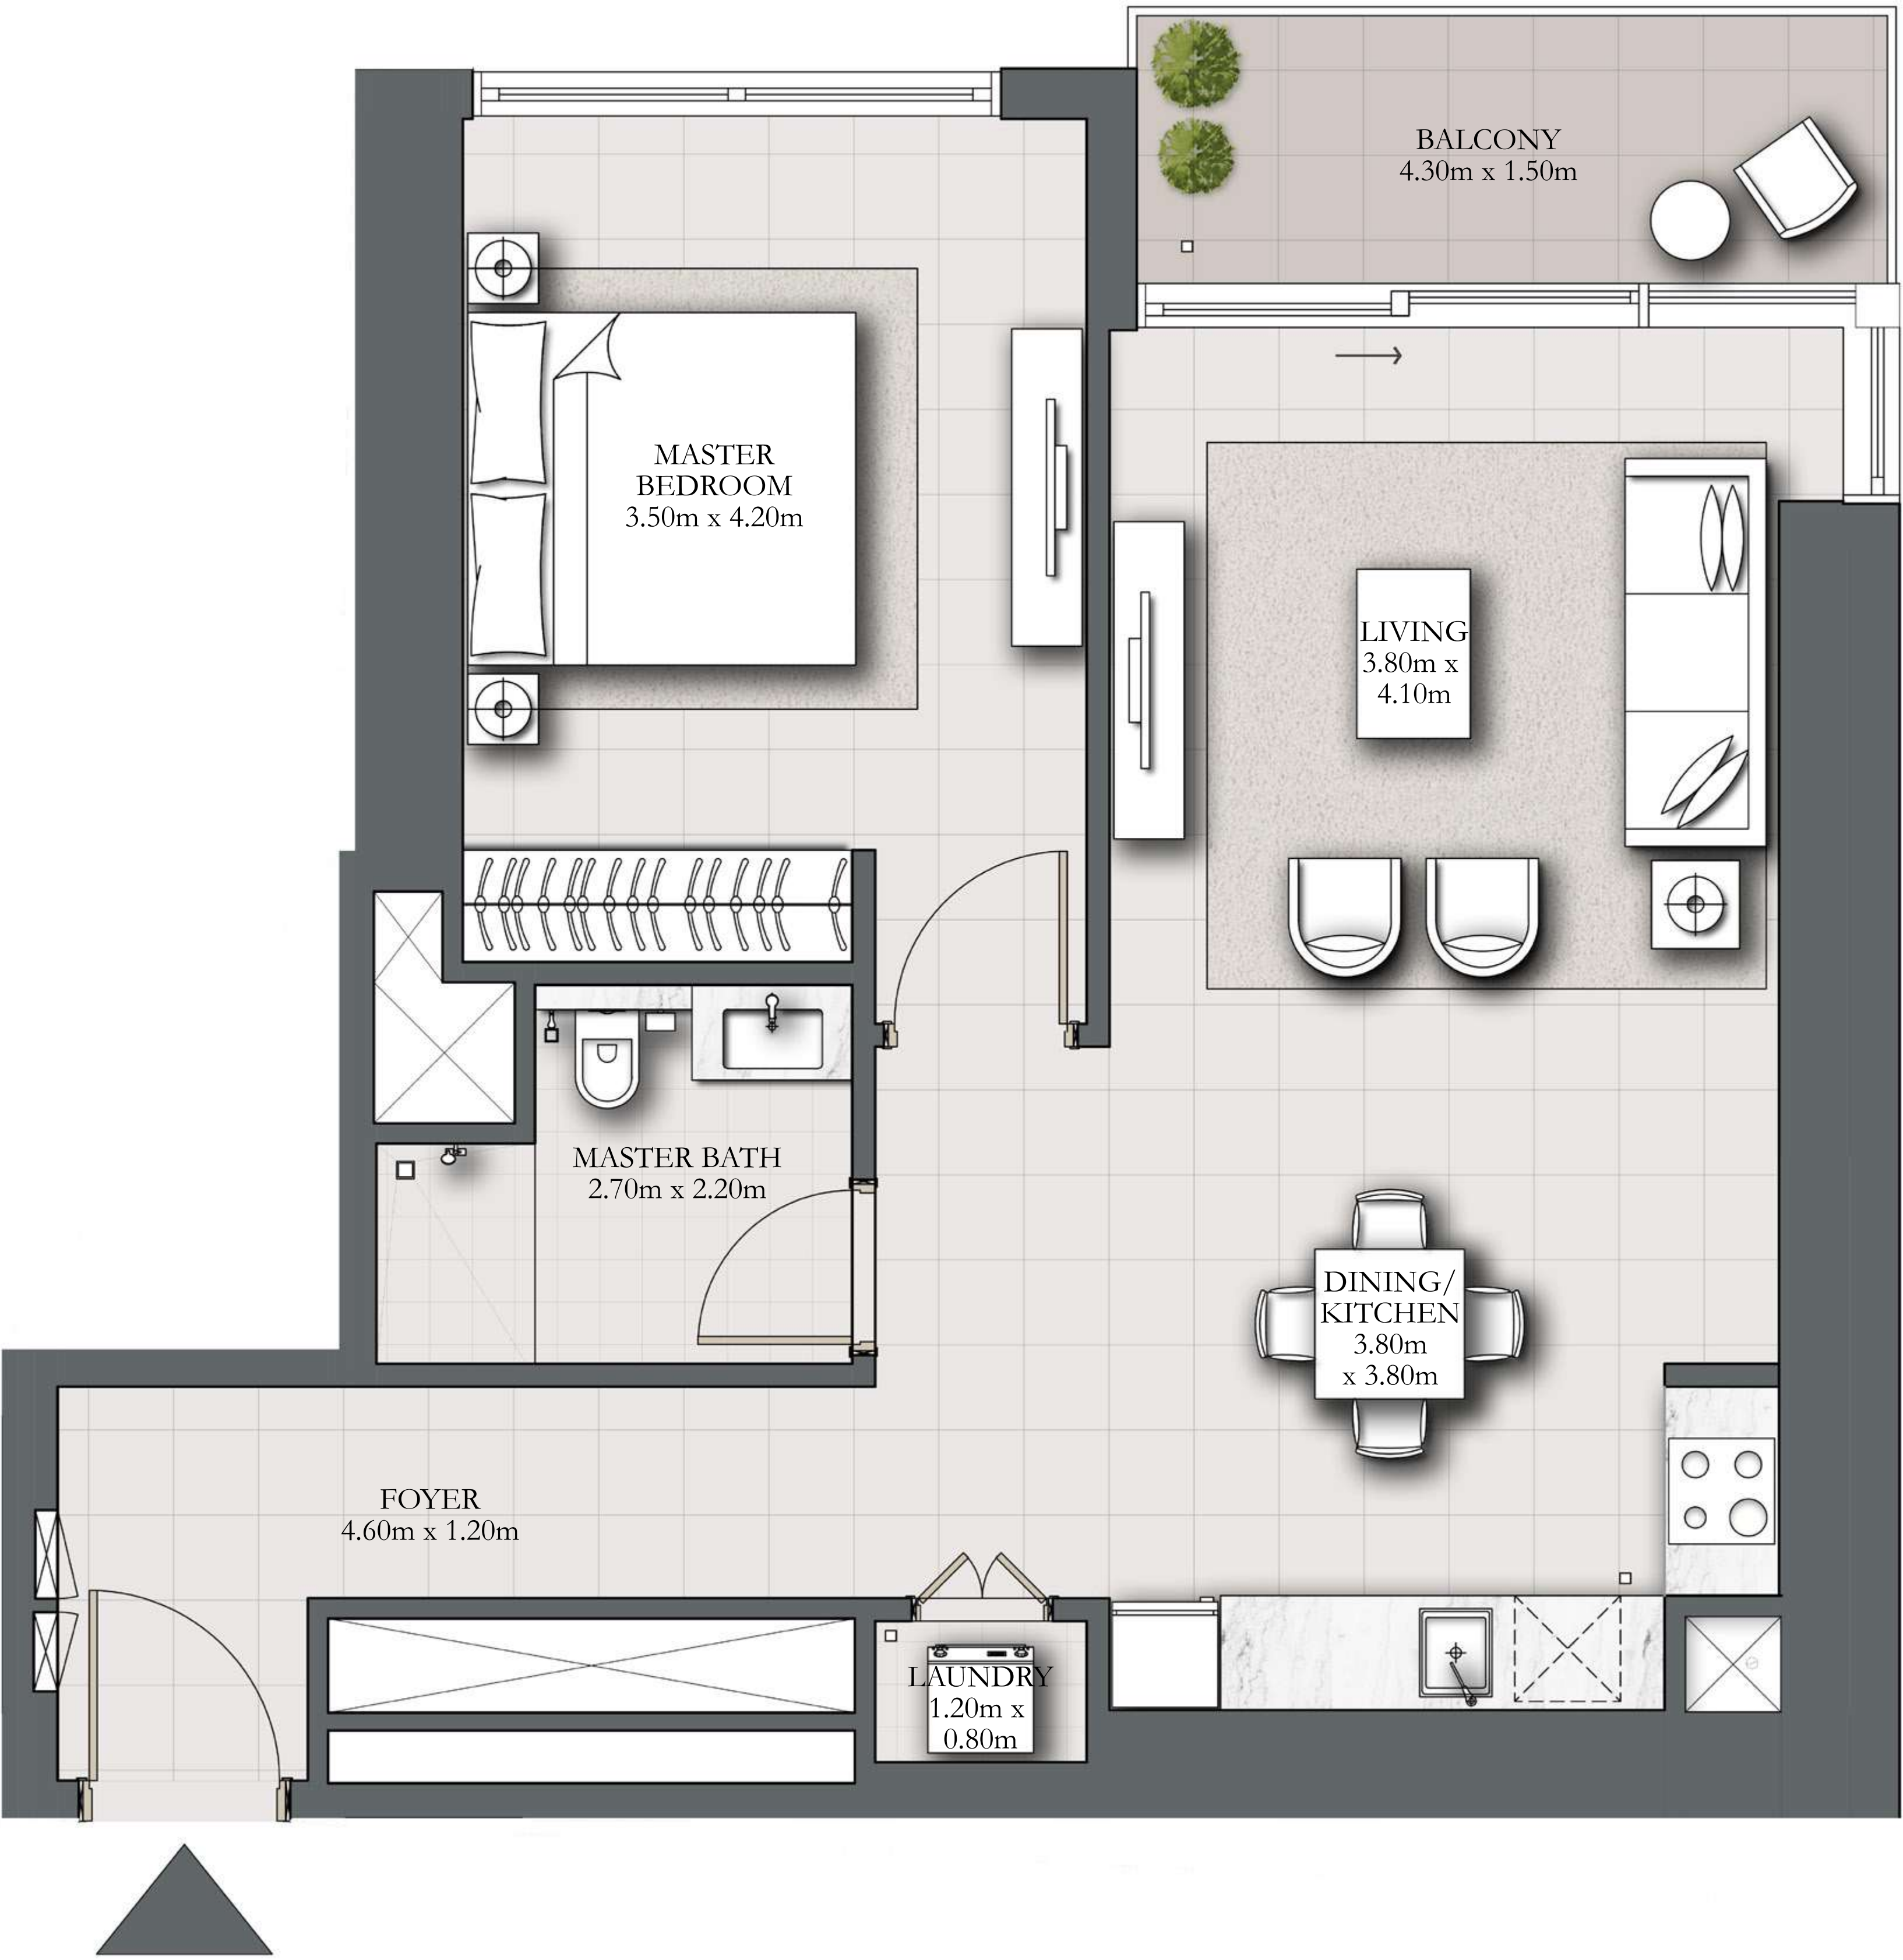 BALCONY
4.30m x 1.50m
MASTER
BEDROOM
3.50m x 4.20m
LIVING
3.80m x
4.10m
MASTER BATH
2.70m x 2.20m
DINING/
KITCHEN
3.80m
x 3.80m
FOYER
4.60m x 1.20m
LAUNDRY
1.20m x
0.80m